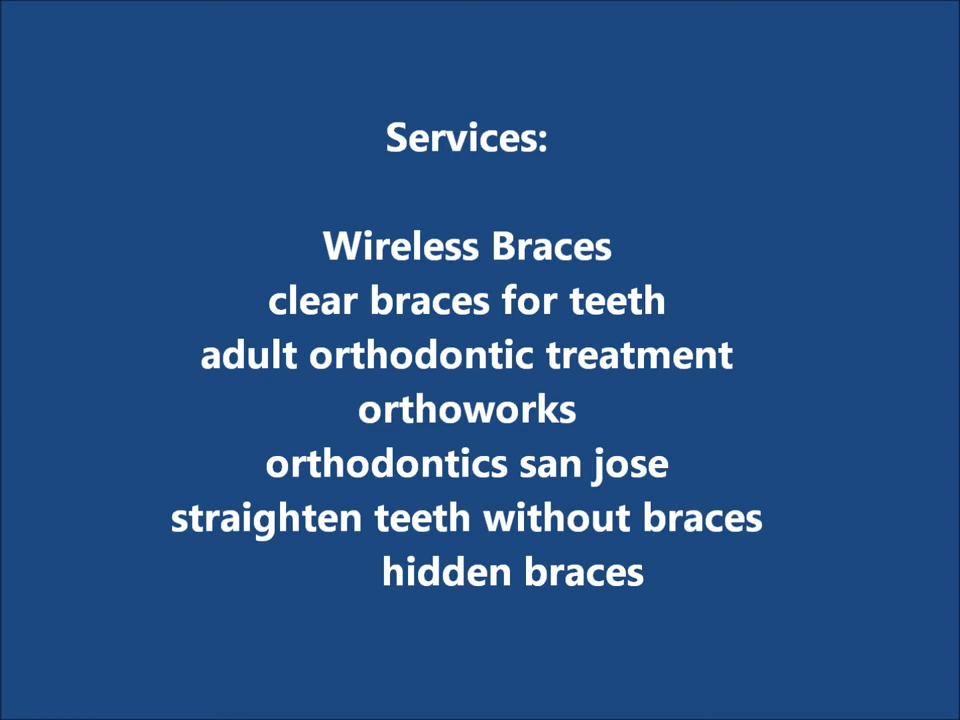 Services:
Wireless Braces
clear braces for teeth
adult orthodontic treatment
orthoworks
orthodontics san jose
straighten teeth without braces
hidden braces